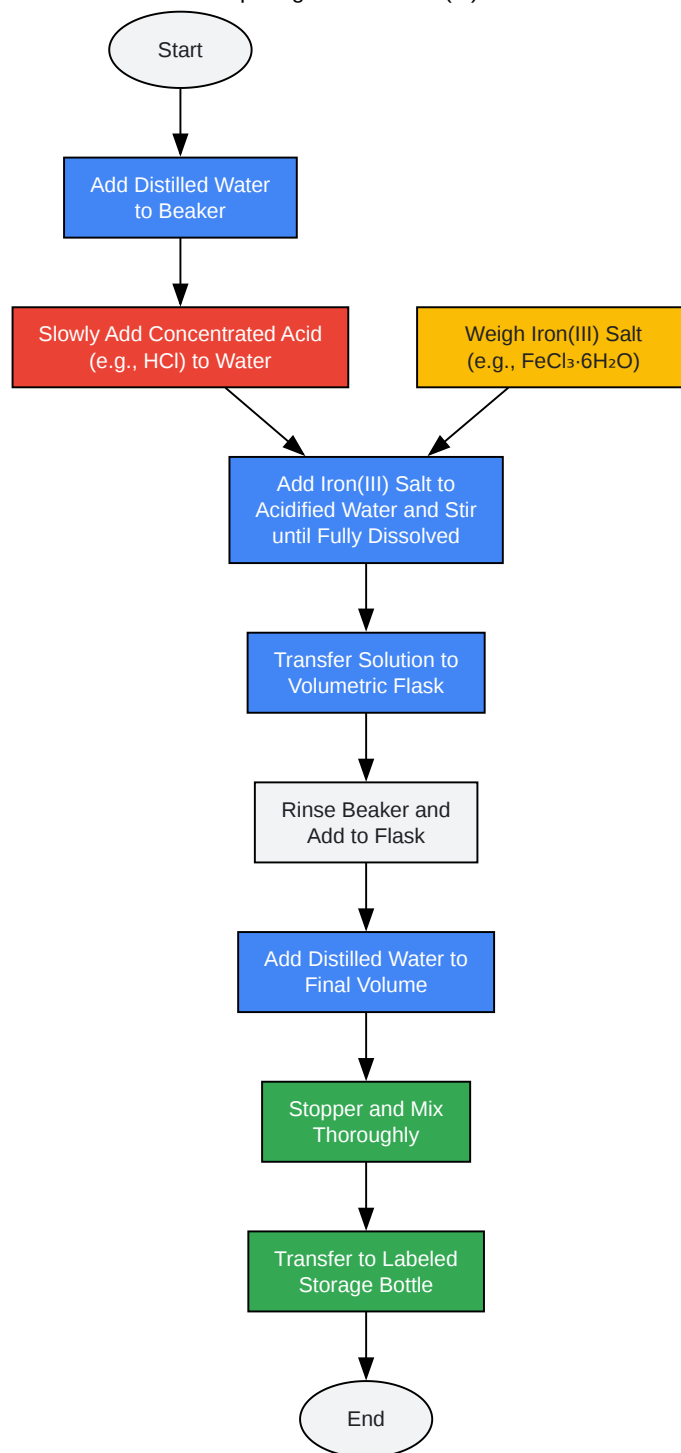 Start
Add Distilled Water
to Beaker
Slowly Add Concentrated Acid
(e.g., HCl) to Water
Weigh Iron(III) Salt
(e.g., FeCl₃·6H₂O)
Add Iron(III) Salt to
Acidified Water and Stir
until Fully Dissolved
Transfer Solution to
Volumetric Flask
Rinse Beaker and
Add to Flask
Add Distilled Water to
Final Volume
Stopper and Mix
Thoroughly
Transfer to Labeled
Storage Bottle
End